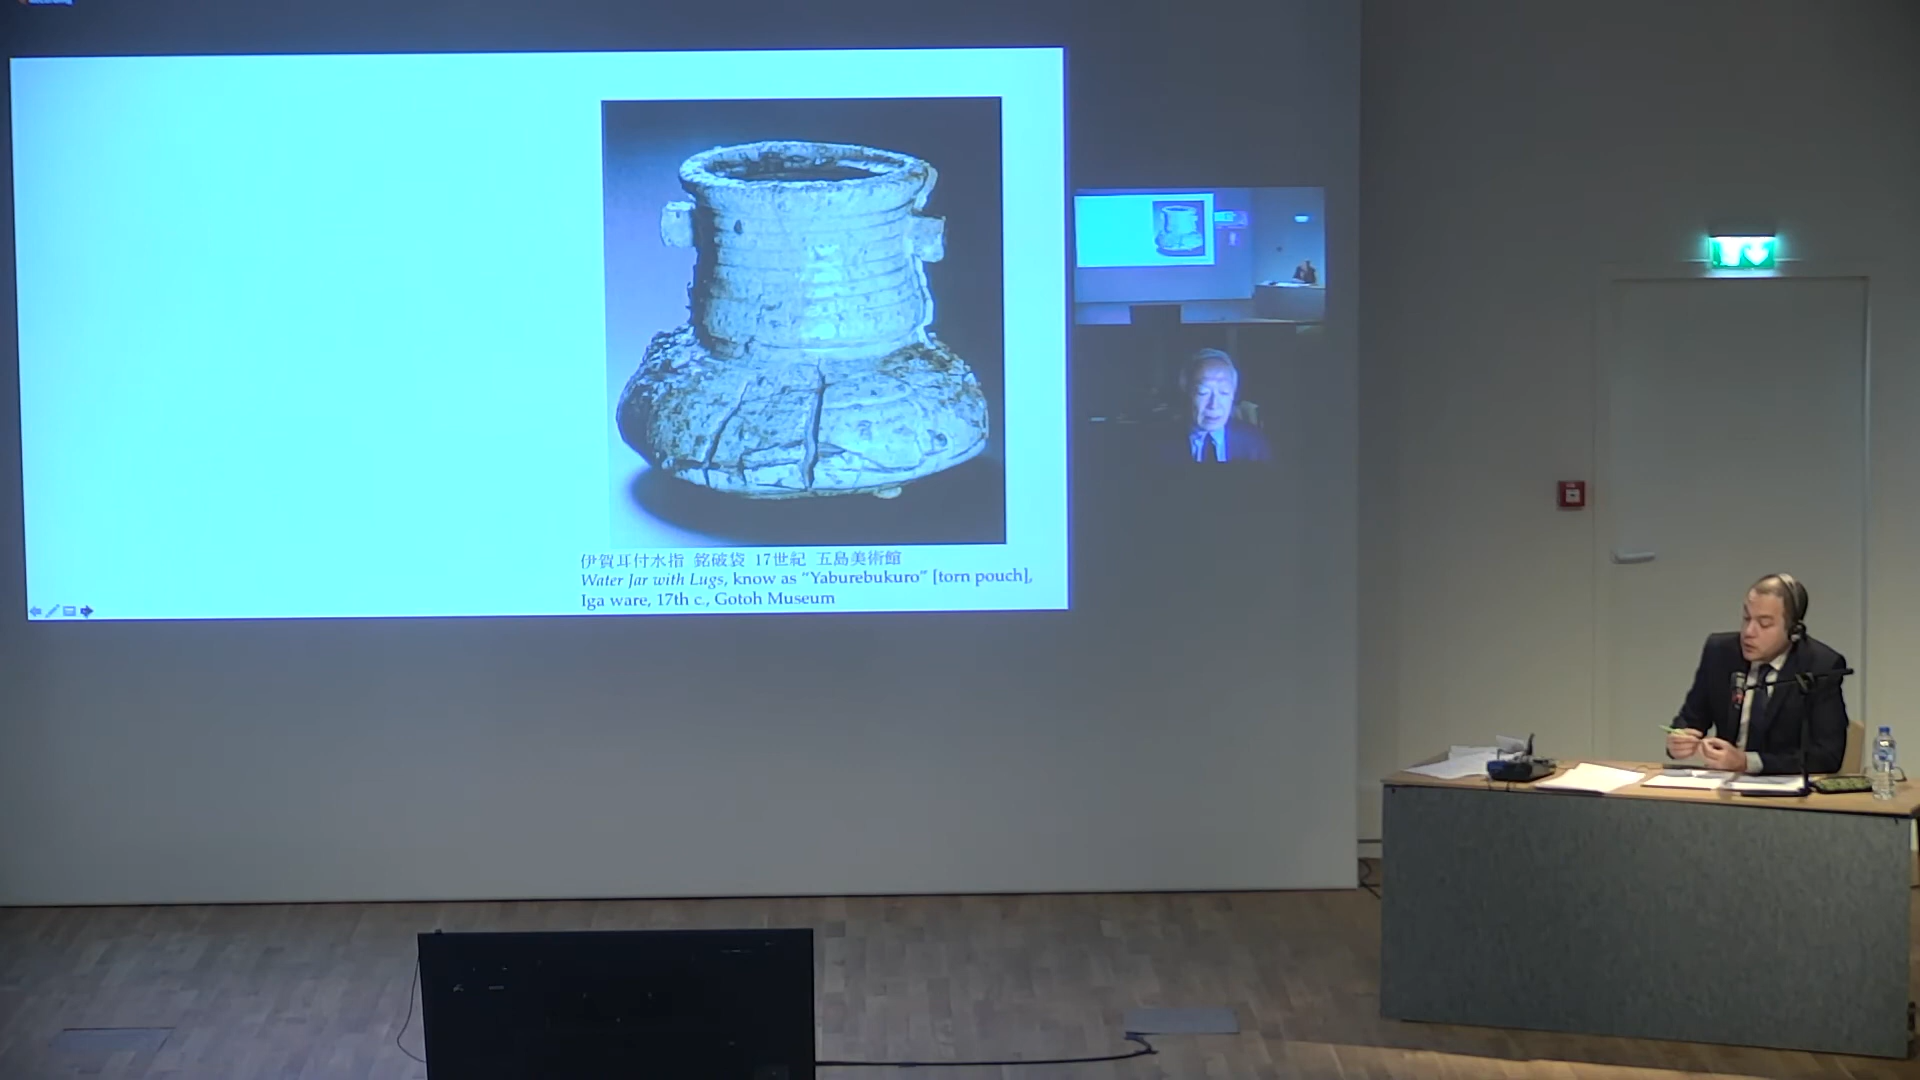 伊賀耳付水指 銘破袋 17世紀 五島美術館
Water Jar with Lugs, know as “Yaburebukuro” [torn pouch],
Iga ware, 17th c., Gotoh Museum